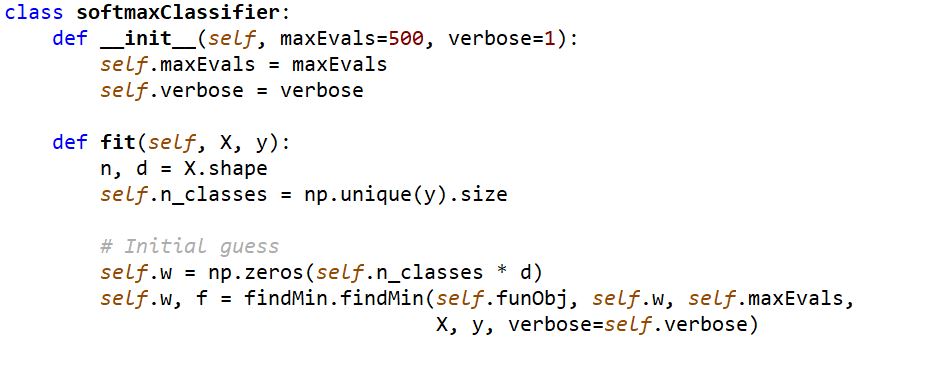 class softmaxClassifier:
    def __init__(self, maxEvals=500, verbose=1):
        self.maxEvals = maxEvals
        self.verbose = verbose

    def fit(self, X, y):
        n, d = X.shape
        self.n_classes = np.unique(y).size

        # Initial guess
        self.w = np.zeros(self.n_classes * d)
        self.w, f = findMin.findMin(self.funObj, self.w, self.maxEvals,
                                    X, y, verbose=self.verbose)